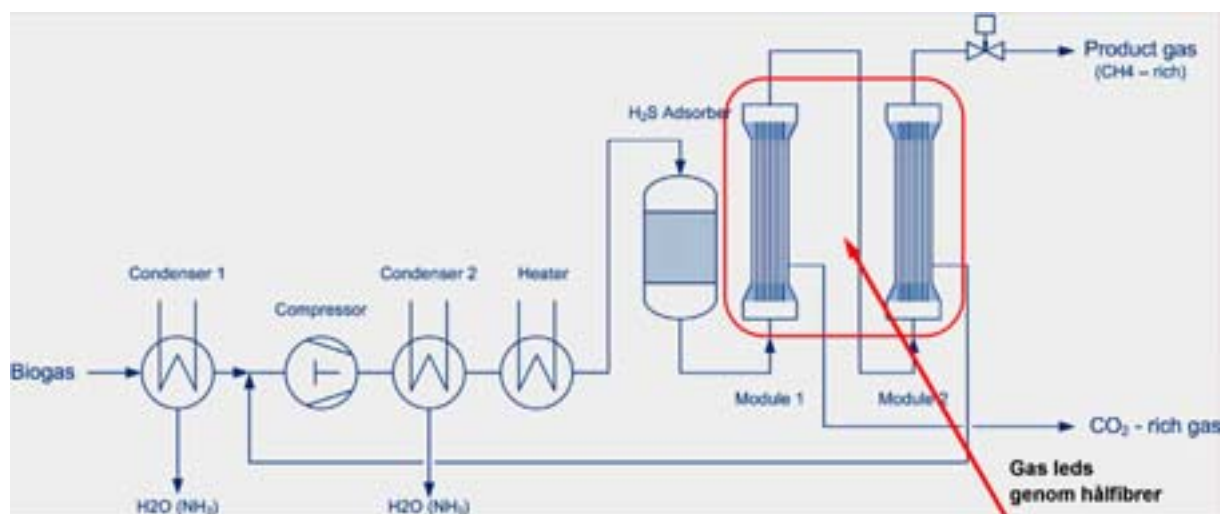 Product gas
(CH4 – rich)
H₂S Adsorber
Condenser 1
Compressor
Condenser 2
Heater
Biogas
Module 1
Module 2
CO₂ - rich gas
Gas leds
genom hålfibrer
H2O (NH₃)
H2O (NH₃)